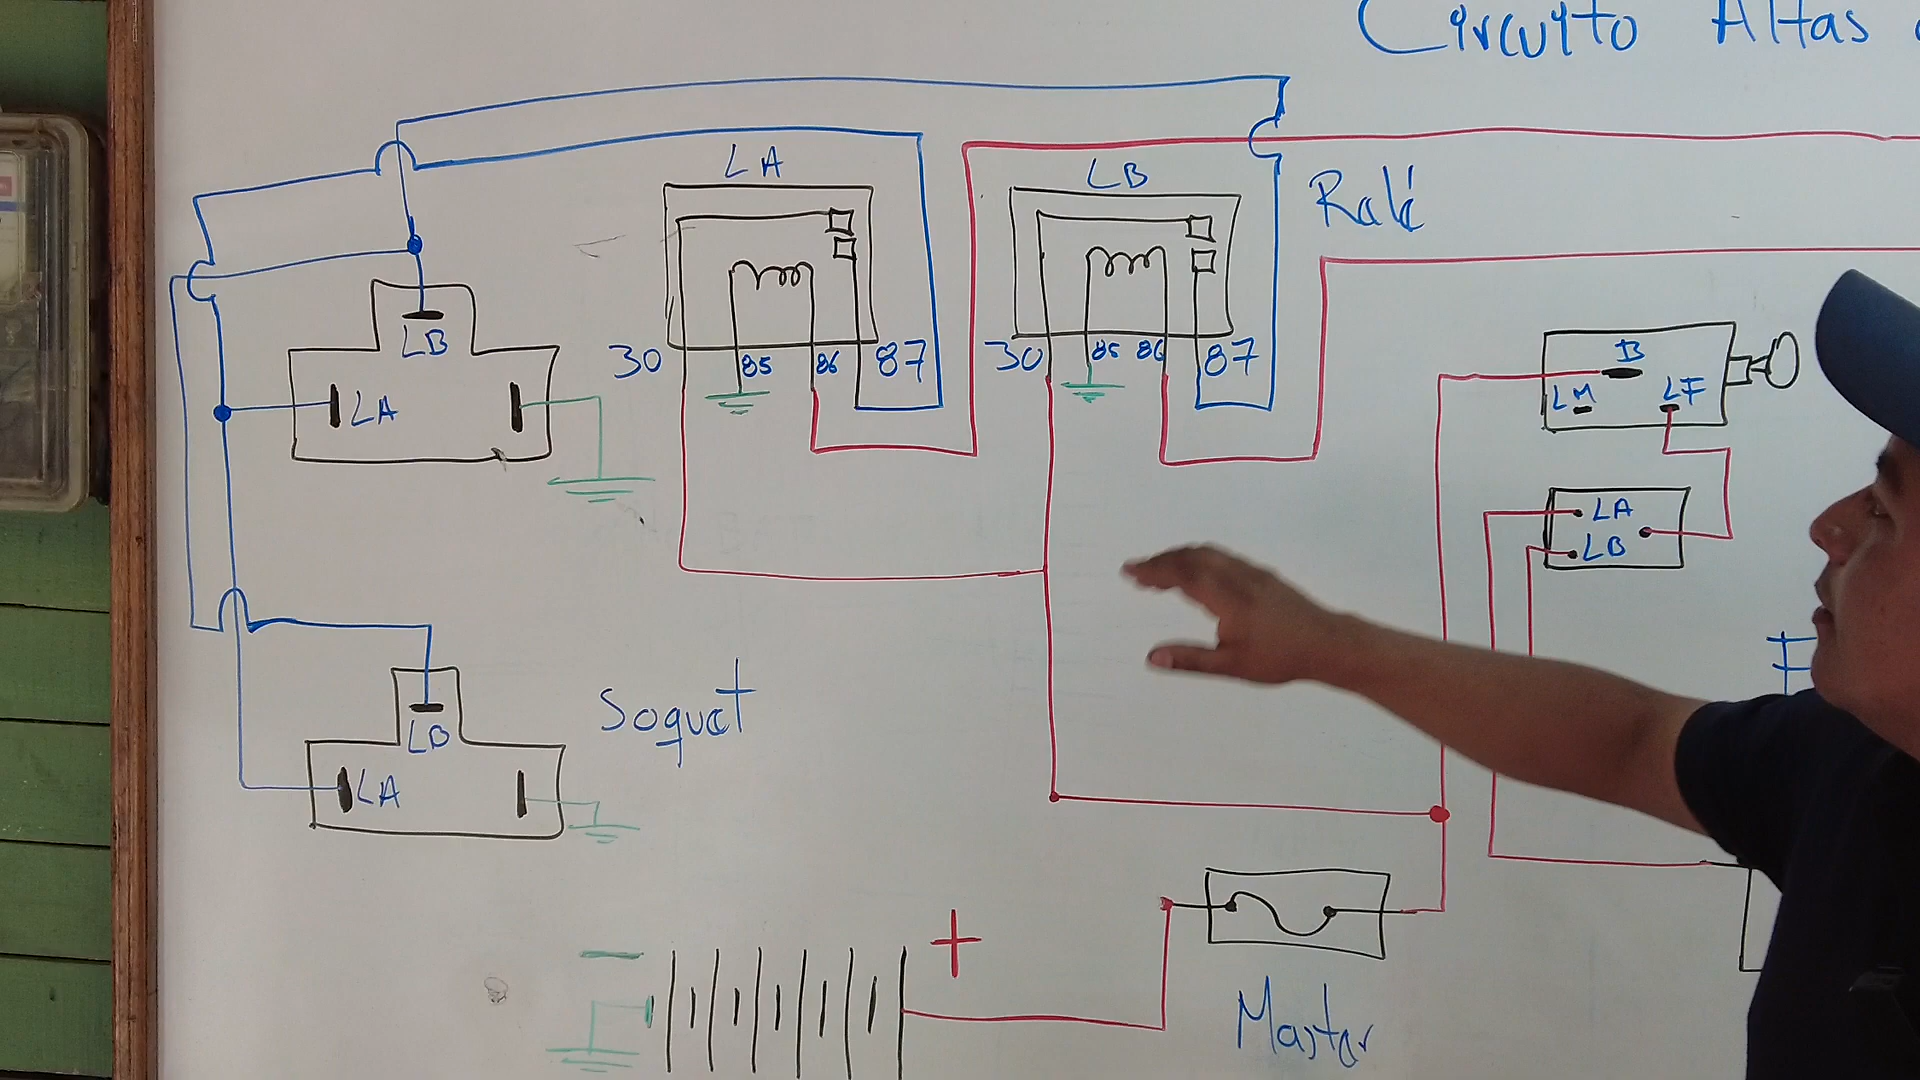 Circuito Altas
LA
LB
Relé
30
85
86
87
30
85
86
87
LB
LA
B
LM
LF
LA
LB
LB
LA
Soquet
+
Master